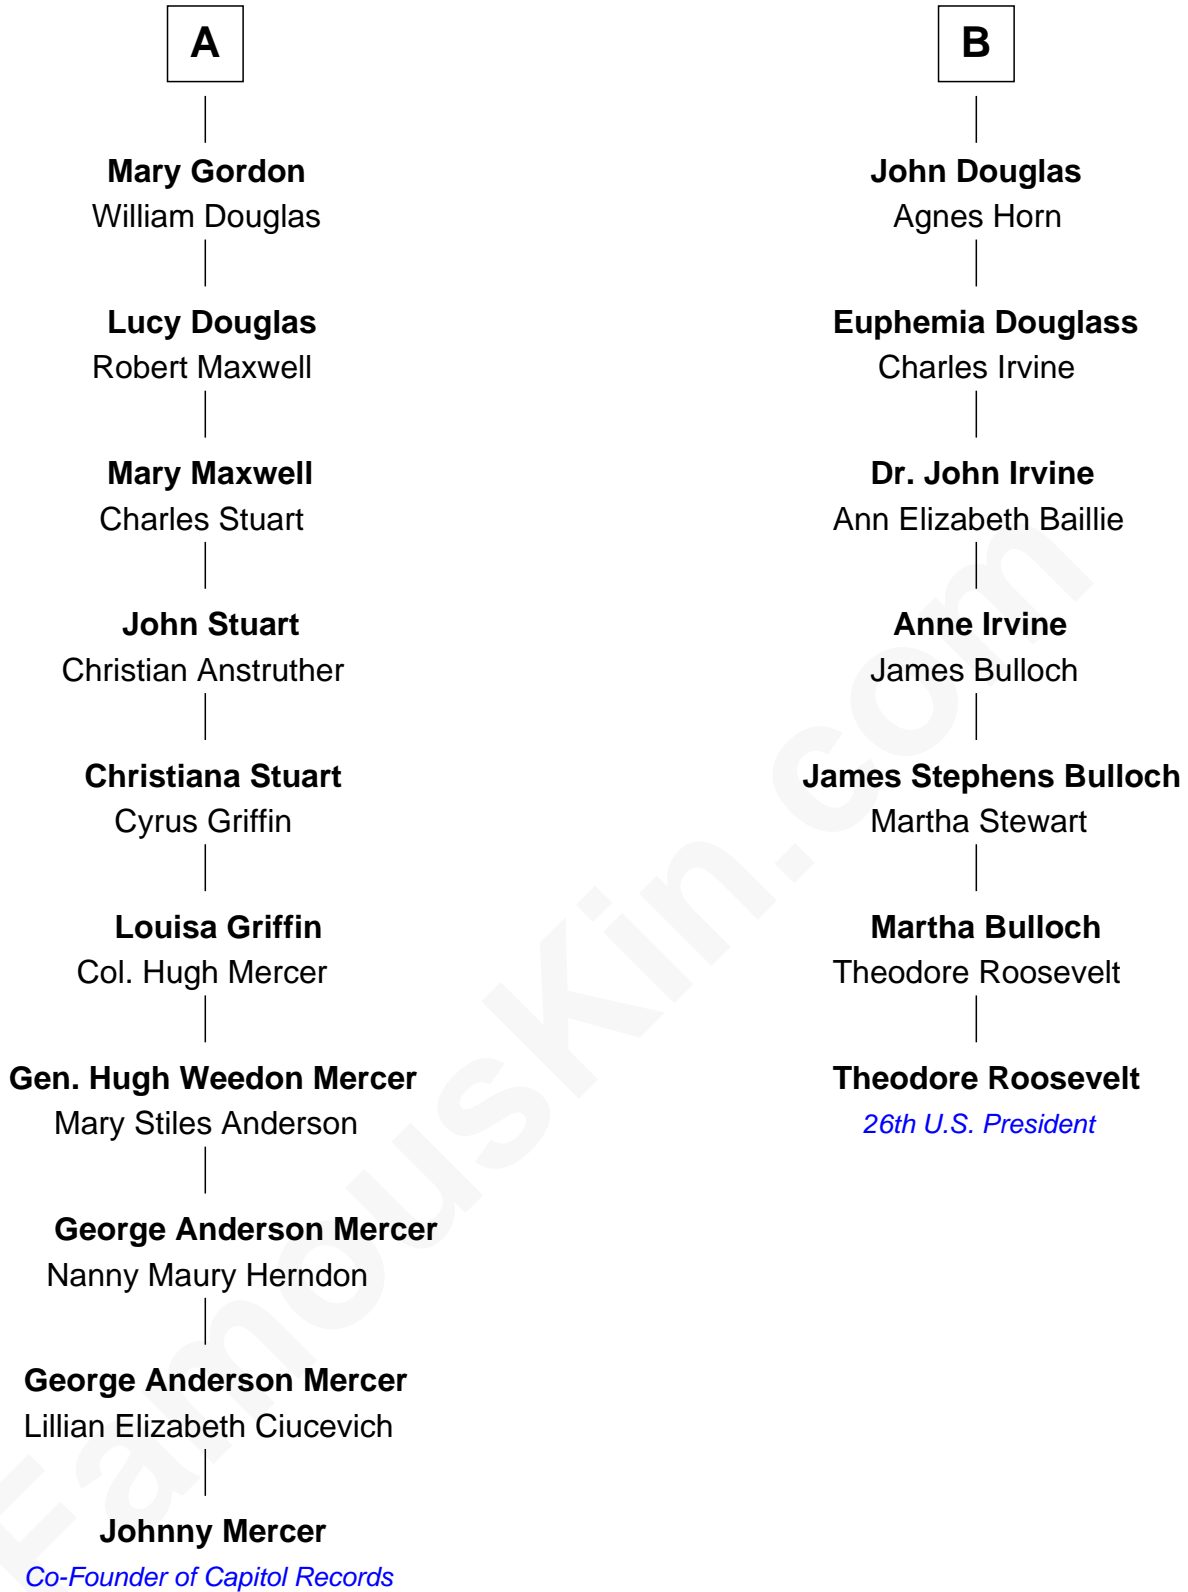 A
Mary Gordon
William Douglas
Lucy Douglas
Robert Maxwell
Mary Maxwell
Charles Stuart
John Stuart
Christian Anstruther
Christiana Stuart
Cyrus Griffin
Louisa Griffin
Col. Hugh Mercer
Gen. Hugh Weedon Mercer
Mary Stiles Anderson
George Anderson Mercer
Nanny Maury Herndon
George Anderson Mercer
Lillian Elizabeth Ciucevich
Johnny Mercer
Co-Founder of Capitol Records
B
John Douglas
Agnes Horn
Euphemia Douglass
Charles Irvine
Dr. John Irvine
Ann Elizabeth Baillie
Anne Irvine
James Bulloch
James Stephens Bulloch
Martha Stewart
Martha Bulloch
Theodore Roosevelt
Theodore Roosevelt
26th U.S. President
FamousKin.com